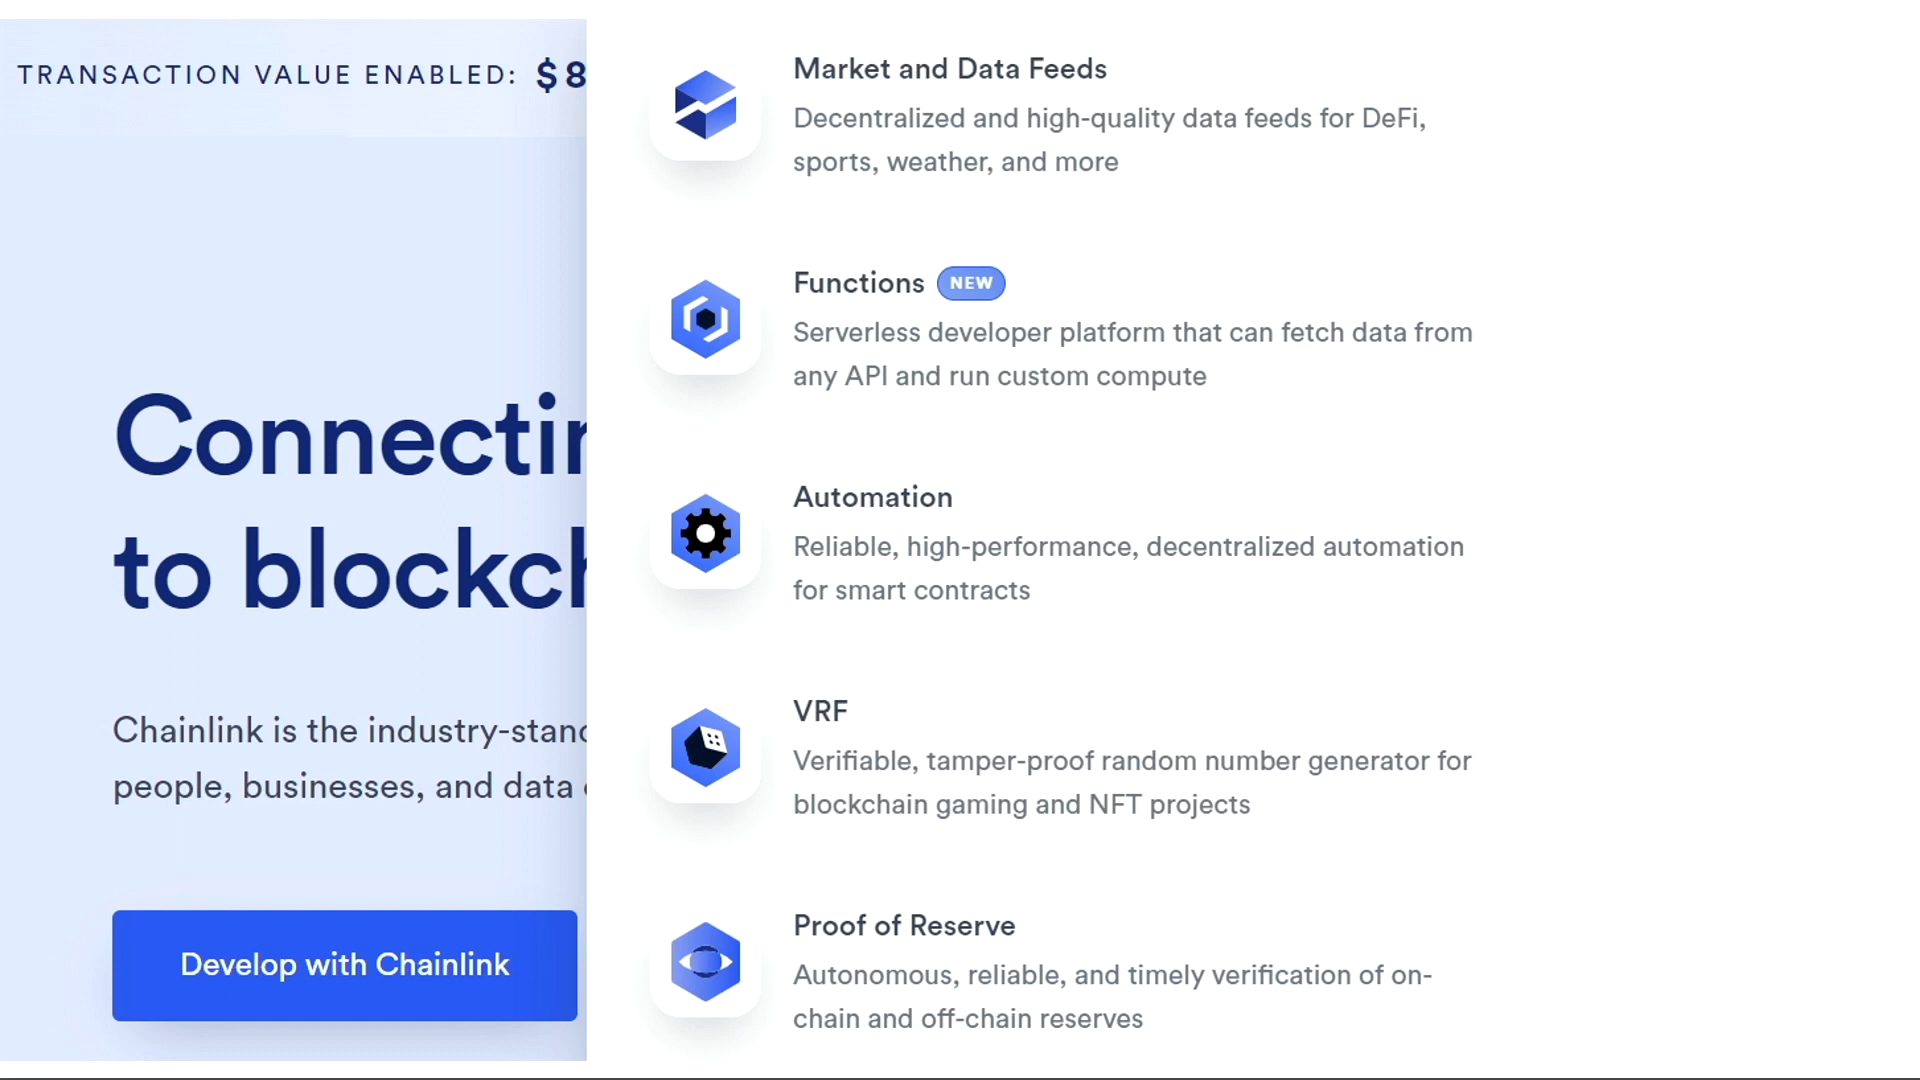 TRANSACTION VALUE ENABLED: $8
Connectin
to blockch
Chainlink is the industry-stand
people, businesses, and data
Develop with Chainlink
Market and Data Feeds
Decentralized and high-quality data feeds for DeFi,
sports, weather, and more
Functions NEW
Serverless developer platform that can fetch data from
any API and run custom compute
Automation
Reliable, high-performance, decentralized automation
for smart contracts
VRF
Verifiable, tamper-proof random number generator for
blockchain gaming and NFT projects
Proof of Reserve
Autonomous, reliable, and timely verification of on-
chain and off-chain reserves